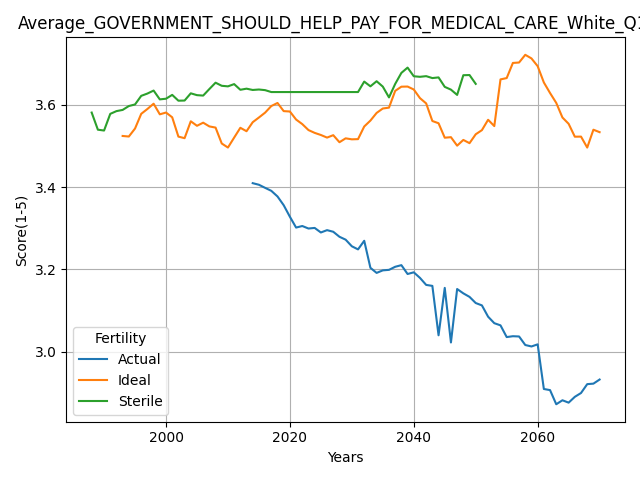 Average_GOVERNMENT_SHOULD_HELP_PAY_FOR_MEDICAL_CARE_White_Q1
Score(1-5)
3.6
3.4
3.2
3.0
Fertility
Actual
Ideal
Sterile
2000 2020 2040 2060
Years